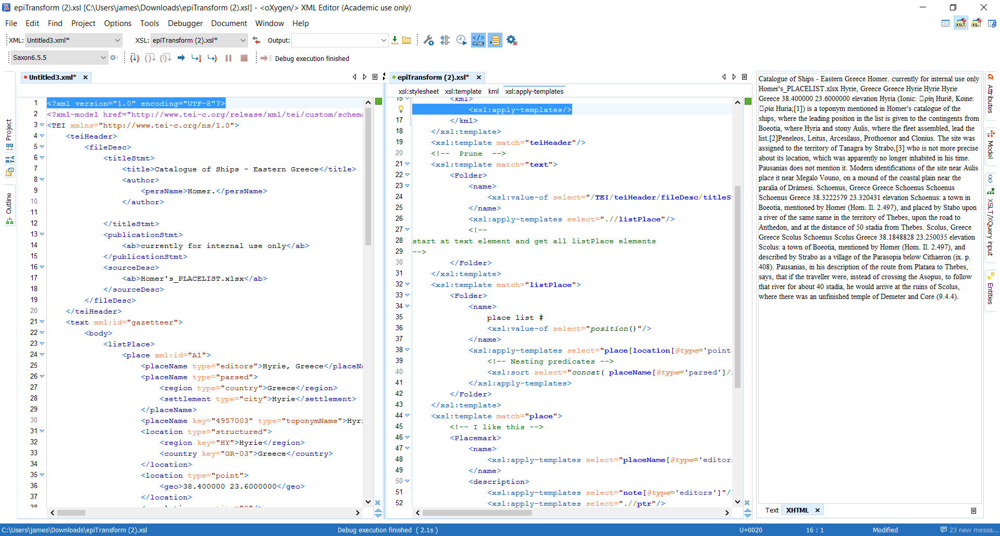 epiTransform (2).xsl [C:\Users\james\Downloads\epiTransform (2).xsl] - <oXygen/> XML Editor (Academic use only)
File Edit Find Project Options Tools Debugger Document Window Help
XML: Untitled3.xml* XSL: epiTransform (2).xsl* Output:
Saxon6.5.5 Debug execution finished
Project
Outline
Untitled3.xml*
1 <?xml version="1.0" encoding="UTF-8"?>
2 <?xml-model href="http://www.tei-c.org/release/xml/tei/custom/schema
3 <TEI xmlns="http://www.tei-c.org/ns/1.0">
4 <teiHeader>
5 <fileDesc>
6 <titleStmt>
7 <title>Catalogue of Ships - Eastern Greece</title>
8 <author>
9 <persName>Homer.</persName>
10 </author>
11
12 </titleStmt>
13 <publicationStmt>
14 <ab>currently for internal use only</ab>
15 </publicationStmt>
16 <sourceDesc>
17 <ab>Homer's_PLACELIST.xlsx</ab>
18 </sourceDesc>
19 </fileDesc>
20 </teiHeader>
21 <text xml:id="gazetteer">
22 <body>
23 <listPlace>
24 <place xml:id="A1">
25 <placeName type="editors">Hyrie, Greece</placeNa
26 <placeName type="parsed">
27 <region type="country">Greece</region>
28 <settlement type="city">Hyrie</settlement>
29 </placeName>
30 <placeName key="4957003" type="toponymName">Hyri
31 <location type="structured">
32 <region key="HY">Hyrie</region>
33 <country key="GR-03">Greece</country>
34 </location>
35 <location type="point">
36 <geo>38.400000 23.6000000</geo>
37 </location>
38
epiTransform (2).xsl*
xsl:stylesheet xsl:template kml xsl:apply-templates
15 <kml>
<xsl:apply-templates/>
17 </kml>
18 </xsl:template>
19 <xsl:template match="teiHeader"/>
20 <!-- Prune -->
21 <xsl:template match="text">
22 <Folder>
23 <name>
24 <xsl:value-of select="/TEI/teiHeader/fileDesc/titleS
25 </name>
26 <xsl:apply-templates select=".//listPlace"/>
27 <!--
28 start at text element and get all listPlace elements
29 -->
30 </Folder>
31 </xsl:template>
32 <xsl:template match="listPlace">
33 <Folder>
34 <name>
35 place list #
36 <xsl:value-of select="position()"/>
37 </name>
38 <xsl:apply-templates select="place[location[@type='point
39 <!-- Nesting predicates -->
40 <xsl:sort select="concat( placeName[@type='parsed']/
41 </xsl:apply-templates>
42 </Folder>
43 </xsl:template>
44 <xsl:template match="place">
45 <!-- I like this -->
46 <Placemark>
47 <name>
48 <xsl:apply-templates select="placeName[@type='editor
49 </name>
50 <description>
51 <xsl:apply-templates select="note[@type='editors']"/
52 <xsl:apply-templates select=".//ptr"/>
Catalogue of Ships - Eastern Greece Homer. currently for internal use only
Homer's_PLACELIST.xlsx Hyrie, Greece Greece Hyrie Hyrie Hyrie
Greece 38.400000 23.6000000 elevation Hyria (Ionic: □ρίη Huriē, Koine:
□ρία Huria;[1]) is a toponym mentioned in Homer's catalogue of the
ships, where the leading position in the list is given to the contingents from
Boeotia, where Hyria and stony Aulis, where the fleet assembled, lead the
list.[2]Peneleos, Leitus, Arcesilaus, Prothoenor and Clonius. The site was
assigned to the territory of Tanagra by Strabo,[3] who is not more precise
about its location, which was apparently no longer inhabited in his time.
Pausanias does not mention it. Modern identifications of the site near Aulis
place it near Megalo Vouno, on a mound of the coastal plain near the
paralia of Drámesi. Schoenus, Greece Greece Schoenus Schoenus
Schoenus Greece 38.3222579 23.320431 elevation Schoenus: a town in
Boeotia, mentioned by Homer (Hom. Il. 2.497), and placed by Stabo upon
a river of the same name in the territory of Thebes, upon the road to
Anthedon, and at the distance of 50 stadia from Thebes. Scolus, Greece
Greece Scolus Schoenus Scolus Greece 38.1848828 23.250035 elevation
Scolus: a town of Boeotia, mentioned by Homer (Hom. Il. 2.497), and
described by Strabo as a village of the Parasopia below Cithaeron (ix. p.
408). Pausanias, in his description of the route from Plataea to Thebes,
says, that if the traveller were, instead of crossing the Asopus, to follow
that river for about 40 stadia, he would arrive at the ruins of Scolus,
where there was an unfinished temple of Demeter and Core (9.4.4).
Text XHTML
Attributes
Model
XSLT/XQuery input
Entities
C:\Users\james\Downloads\epiTransform (2).xsl Debug execution finished ( 2.1s ) U+0020 16 : 1 Modified 23 new messa...